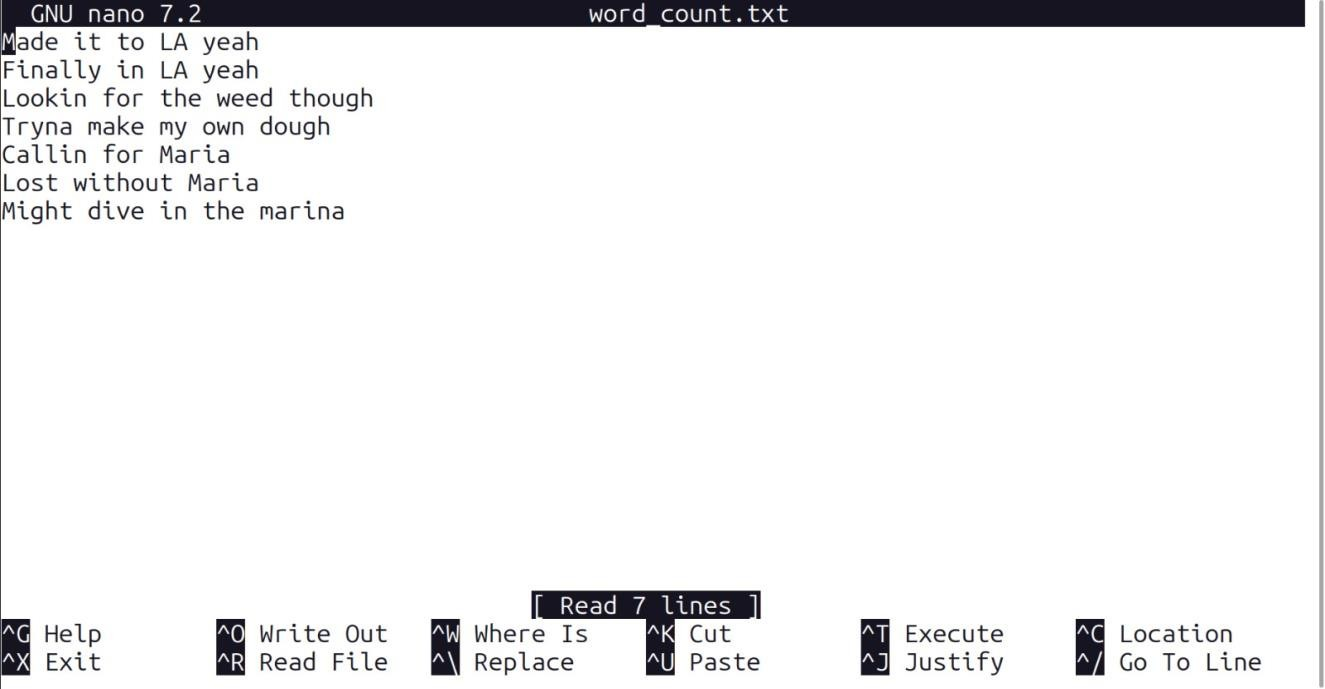 GNU nano 7.2 word_count.txt
Made it to LA yeah
Finally in LA yeah
Lookin for the weed though
Tryna make my own dough
Callin for Maria
Lost without Maria
Might dive in the marina
[ Read 7 lines ]
^G Help ^O Write Out ^W Where Is ^K Cut ^T Execute ^C Location
^X Exit ^R Read File ^\ Replace ^U Paste ^J Justify ^/ Go To Line